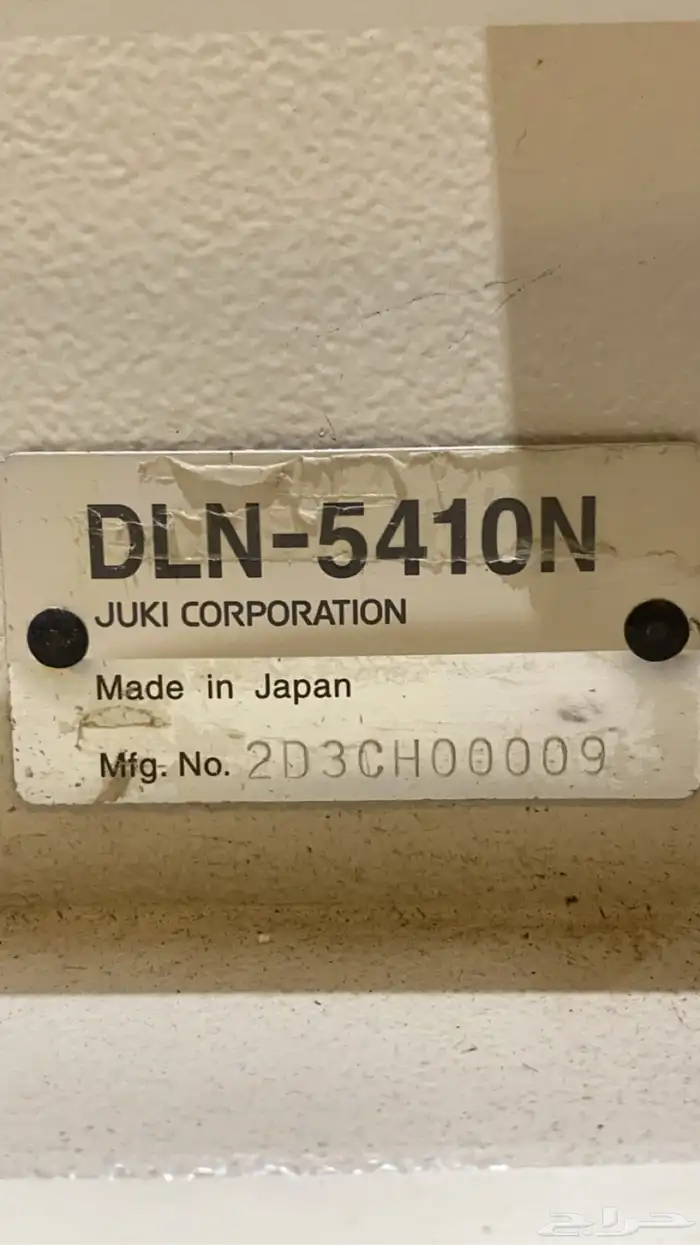 DLN-5410N
JUKI CORPORATION
Made in Japan
Mfg. No. 2D3CH00009
حراج